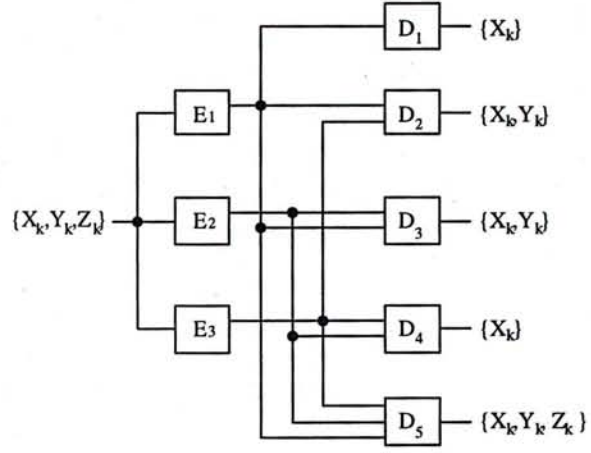 D₁ {Xₖ}
E₁ D₂ {Xₖ,Yₖ}
{Xₖ,Yₖ,Zₖ} E₂ D₃ {Xₖ,Yₖ}
E₃ D₄ {Xₖ}
D₅ {Xₖ,Yₖ, Zₖ }